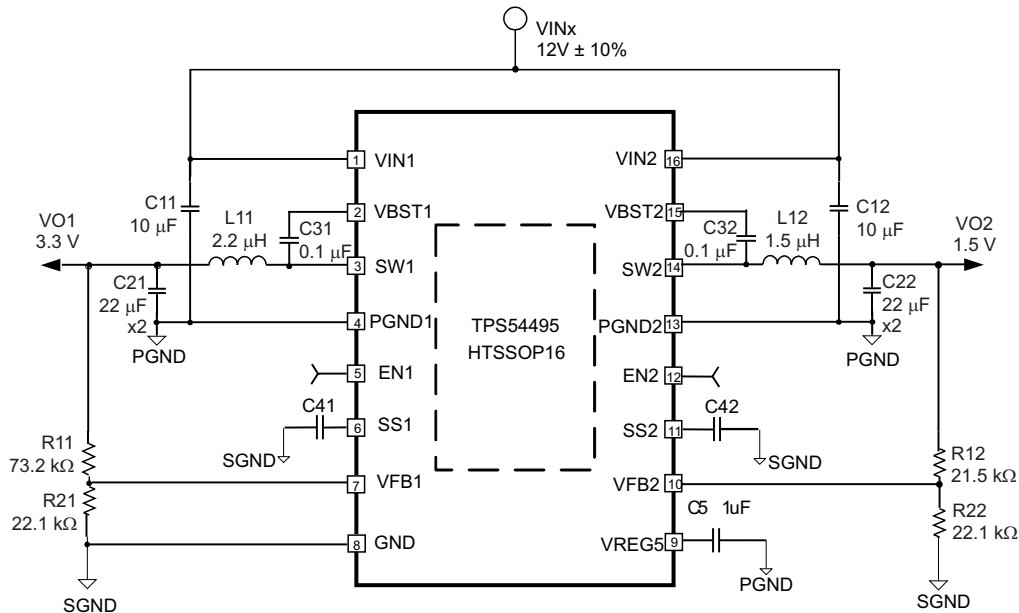 VINx
12V ± 10%
1
VIN1
VIN2
16
C11
10 μF
2
VBST1
VBST2
15
C12
10 μF
VO1
3.3 V
L11
2.2 μH
C31
0.1 μF
C32
0.1 μF
L12
1.5 μH
VO2
1.5 V
3
SW1
SW2
14
C21
22 μF
x2
C22
22 μF
x2
4
PGND1
PGND2
13
TPS54495
HTSSOP16
PGND
PGND
5
EN1
EN2
12
C41
C42
6
SS1
SS2
11
SGND
SGND
R11
73.2 kΩ
R12
21.5 kΩ
7
VFB1
VFB2
10
R21
22.1 kΩ
R22
22.1 kΩ
C5 1uF
8
GND
VREG5
9
SGND
PGND
SGND